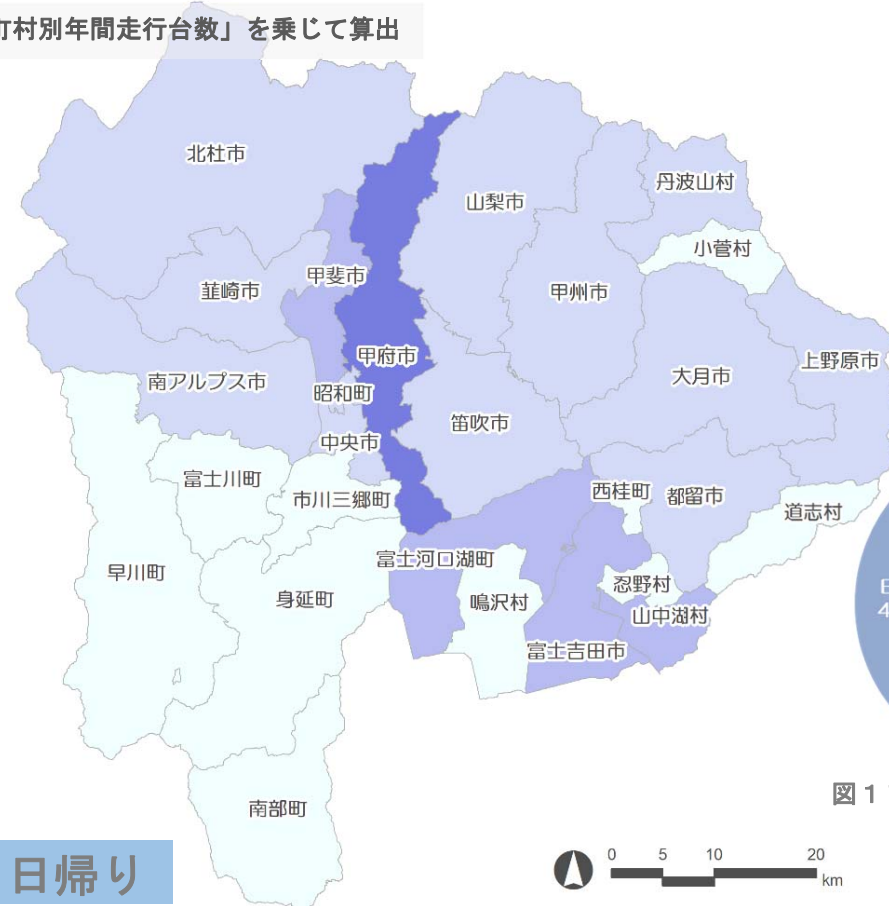 町村別年間走行台数」を乗じて算出
北杜市
丹波山村
山梨市
小菅村
甲斐市
韮崎市
甲州市
甲府市
上野原市
大月市
南アルプス市
昭和町
笛吹市
中央市
富士川町
西桂町
都留市
市川三郷町
道志村
富士河口湖町
早川町
忍野村
身延町
鳴沢村
山中湖村
富士吉田市
図1
南部町
日帰り
0 5 10 20
km